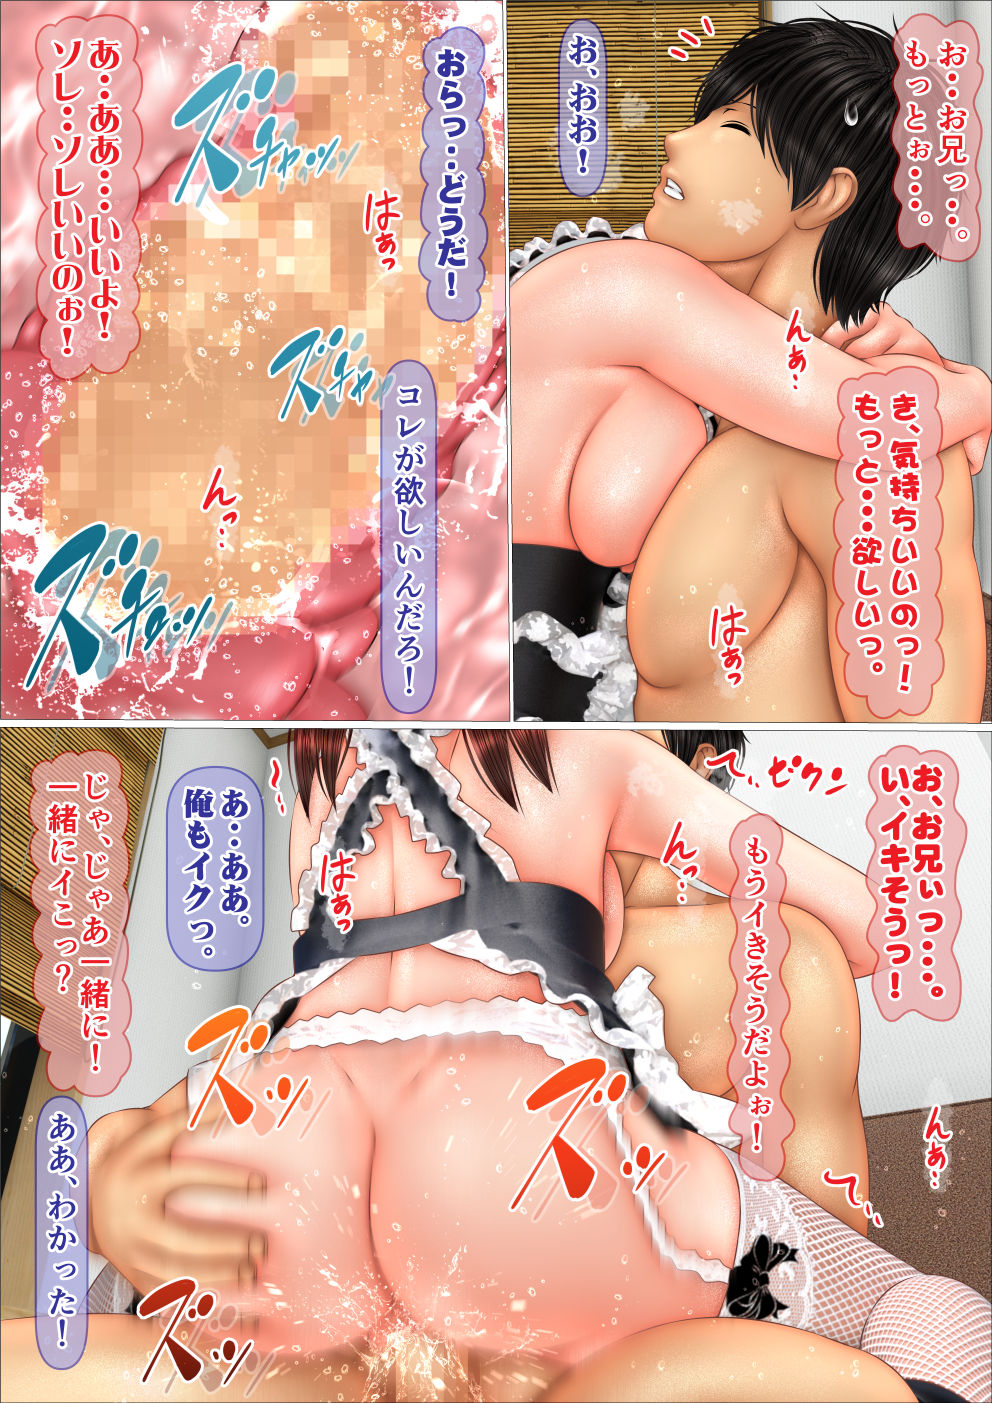 お‥お兄っ‥。
もっとぉ‥‥。
お、おお！
んぁ‥
き、気持ちいいのっ！
もっと‥‥欲しいっ。
はぁっ
おらっ‥どうだ！
ズチャッッ
はぁっ
あ‥ああ‥‥いいよ！
ソレ‥ソレいいのぉ！
ズチャッ
コレが欲しいんだろ！
んっ‥
ズチュッ
お、お兄ぃっ‥‥。
い、イキそうっ！
ビクン
もうイきそうだよぉ！
んっ‥
はぁっ
あ‥ああ。
俺もイクっ。
じゃ、じゃあ一緒に！
一緒にイこっ？
ズッ
ズッ
んぁ‥
ああ、わかった！
ズッ